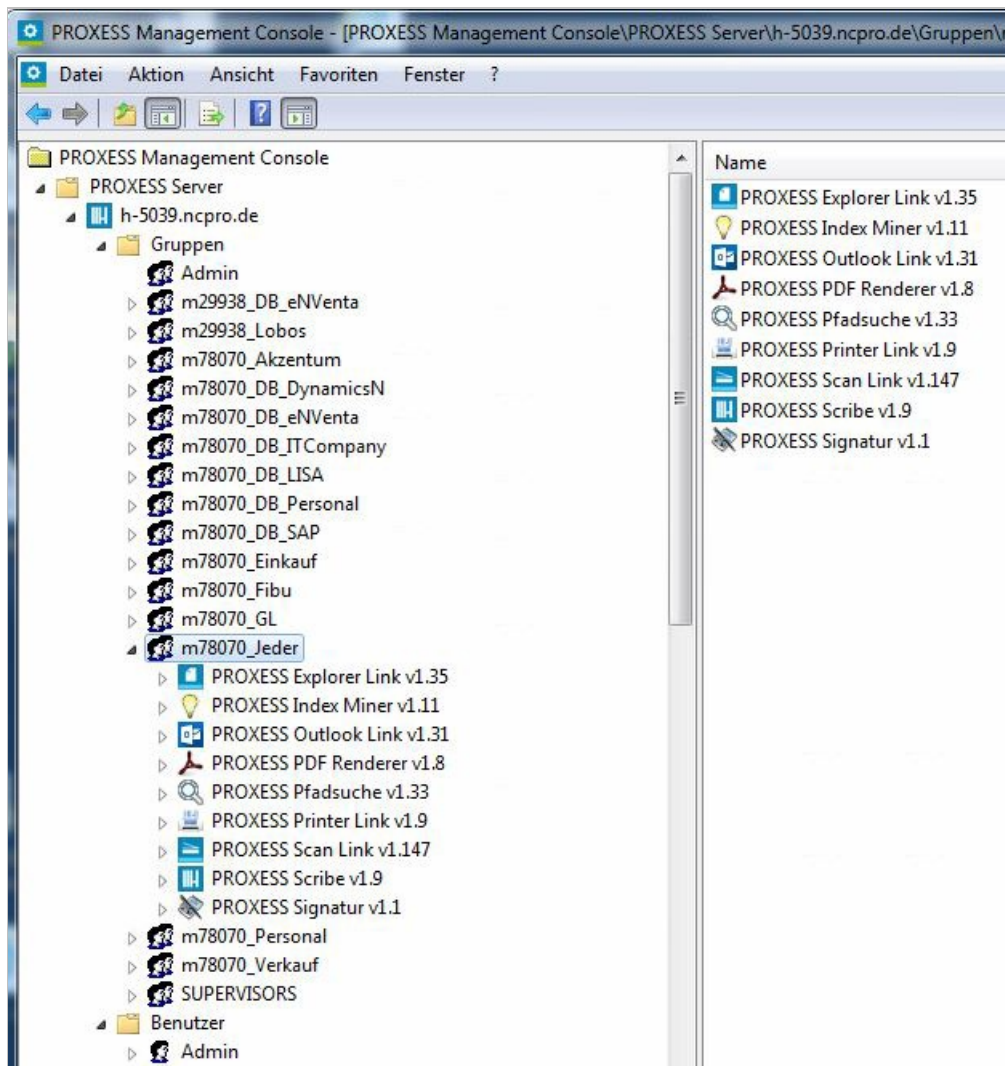 PROXESS Management Console - [PROXESS Management Console\PROXESS Server\h-5039.ncpro.de\Gruppen\
Datei Aktion Ansicht Favoriten Fenster ?
PROXESS Management Console
PROXESS Server
h-5039.ncpro.de
Gruppen
Admin
m29938_DB_eNVenta
m29938_Lobos
m78070_Akzentum
m78070_DB_DynamicsN
m78070_DB_eNVenta
m78070_DB_ITCompany
m78070_DB_LISA
m78070_DB_Personal
m78070_DB_SAP
m78070_Einkauf
m78070_Fibu
m78070_GL
m78070_Jeder
PROXESS Explorer Link v1.35
PROXESS Index Miner v1.11
PROXESS Outlook Link v1.31
PROXESS PDF Renderer v1.8
PROXESS Pfadsuche v1.33
PROXESS Printer Link v1.9
PROXESS Scan Link v1.147
PROXESS Scribe v1.9
PROXESS Signatur v1.1
m78070_Personal
m78070_Verkauf
SUPERVISORS
Benutzer
Admin
Name
PROXESS Explorer Link v1.35
PROXESS Index Miner v1.11
PROXESS Outlook Link v1.31
PROXESS PDF Renderer v1.8
PROXESS Pfadsuche v1.33
PROXESS Printer Link v1.9
PROXESS Scan Link v1.147
PROXESS Scribe v1.9
PROXESS Signatur v1.1